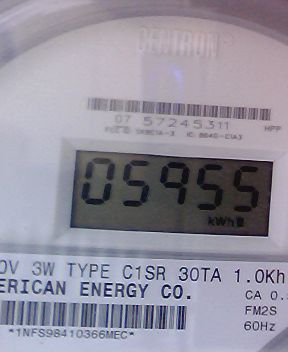 CENTRON
07 57245311 HPP
05955
kWh
0V 3W TYPE C1SR 30TA 1.0Kh
ERICAN ENERGY CO. CA 0.
FM2S
60Hz
*1NFS98410366MEC*